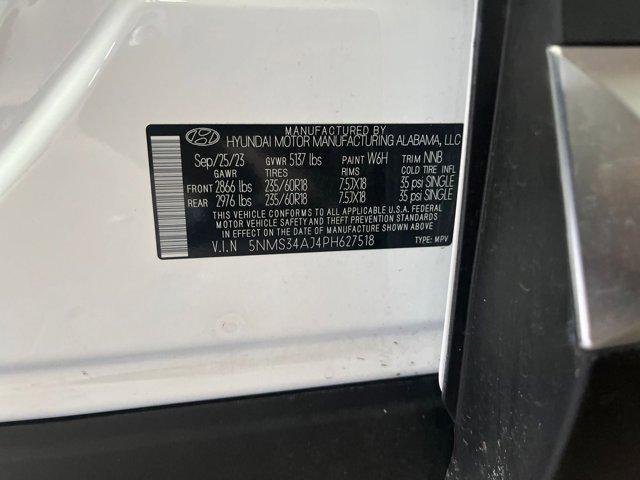 MANUFACTURED BY
HYUNDAI MOTOR MANUFACTURING ALABAMA, LLC
Sep/25/23 GVWR 5137 lbs PAINT W6H TRIM NNB
GAWR TIRES RIMS COLD TIRE INFL
FRONT 2866 lbs 235/60R18 7.5JX18 35 psi SINGLE
REAR 2976 lbs 235/60R18 7.5JX18 35 psi SINGLE
THIS VEHICLE CONFORMS TO ALL APPLICABLE U.S.A. FEDERAL
MOTOR VEHICLE SAFETY AND THEFT PREVENTION STANDARDS
IN EFFECT ON THE DATE OF MANUFACTURE SHOWN ABOVE
V.I.N 5NMS34AJ4PH627518 TYPE: MPV